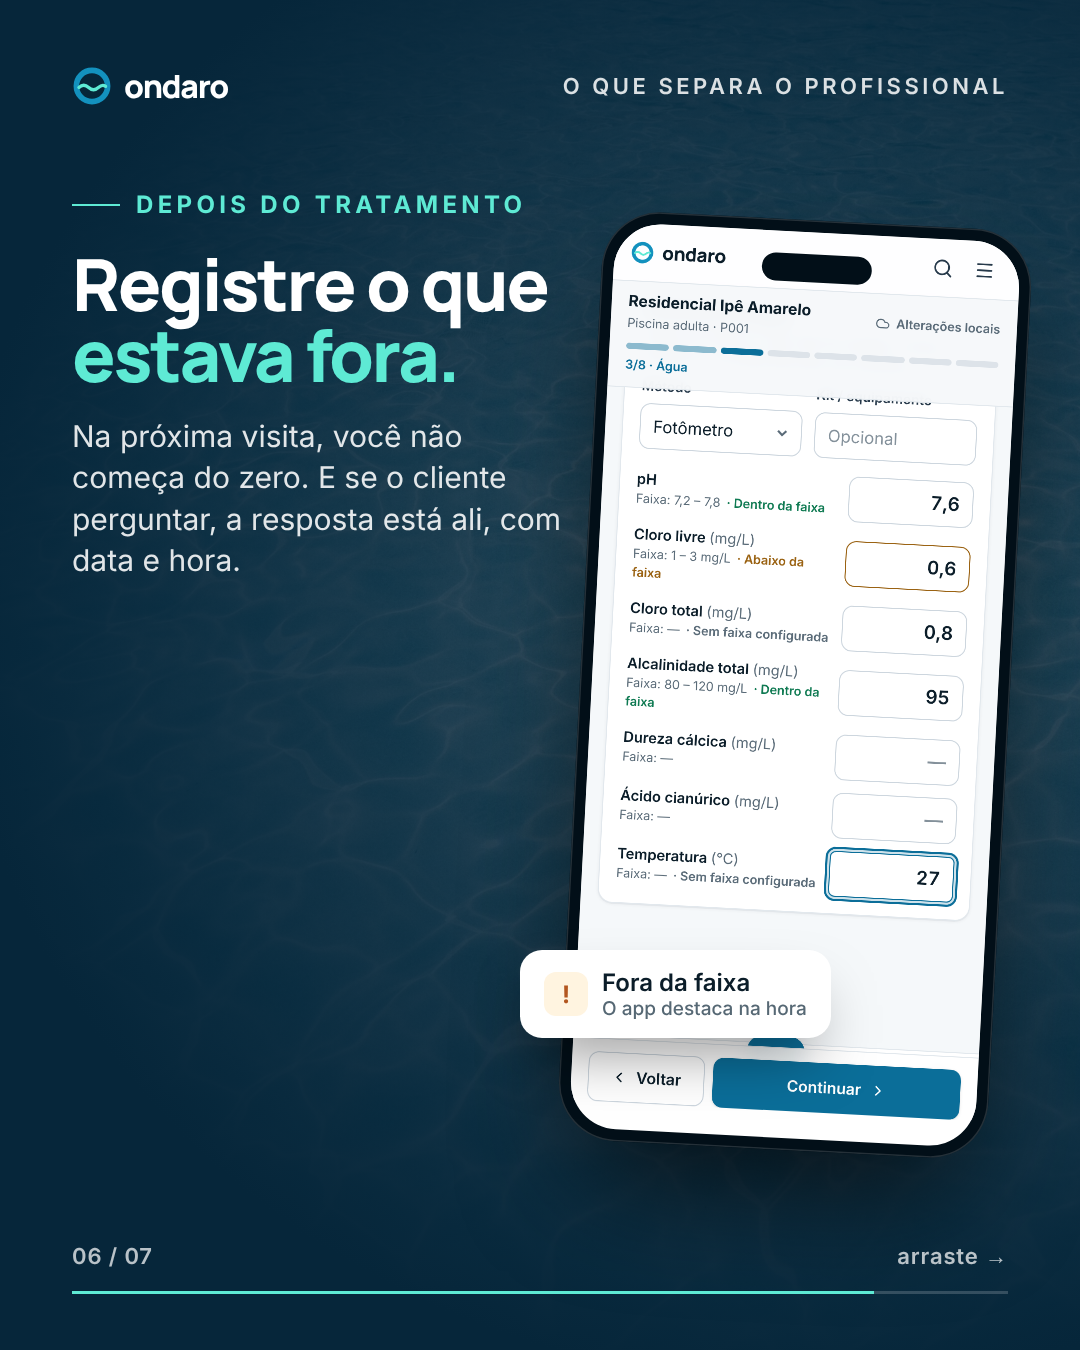 ondaro
O QUE SEPARA O PROFISSIONAL
DEPOIS DO TRATAMENTO
Registre o que
estava fora.
Na próxima visita, você não
começa do zero. E se o cliente
perguntar, a resposta está ali, com
data e hora.
ondaro
Residencial Ipê Amarelo
Piscina adulta · P001
Alterações locais
3/8 · Água
Método
Kit / equipamento
Fotômetro
Opcional
pH
Faixa: 7,2 – 7,8 · Dentro da faixa
7,6
Cloro livre (mg/L)
Faixa: 1 – 3 mg/L · Abaixo da
faixa
0,6
Cloro total (mg/L)
Faixa: — · Sem faixa configurada
0,8
Alcalinidade total (mg/L)
Faixa: 80 – 120 mg/L · Dentro da
faixa
95
Dureza cálcica (mg/L)
Faixa: —
—
Ácido cianúrico (mg/L)
Faixa: —
—
Temperatura (°C)
Faixa: — · Sem faixa configurada
27
!
Fora da faixa
O app destaca na hora
Voltar
Continuar
06 / 07
arraste →